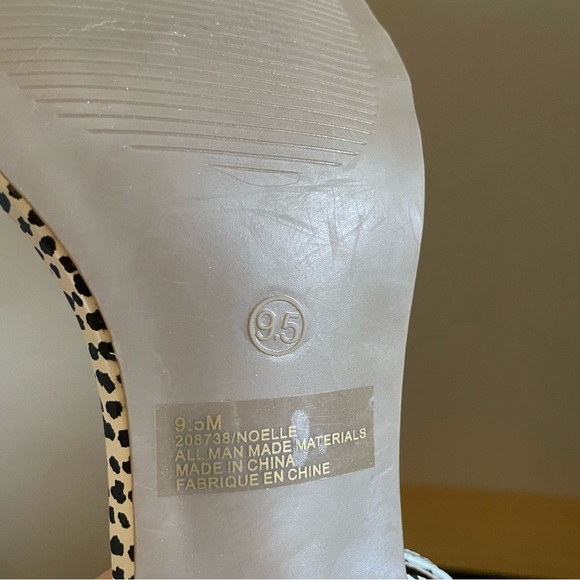 9.5
9.5M
208738/NOELLE
ALL MAN MADE MATERIALS
MADE IN CHINA
FABRIQUE EN CHINE